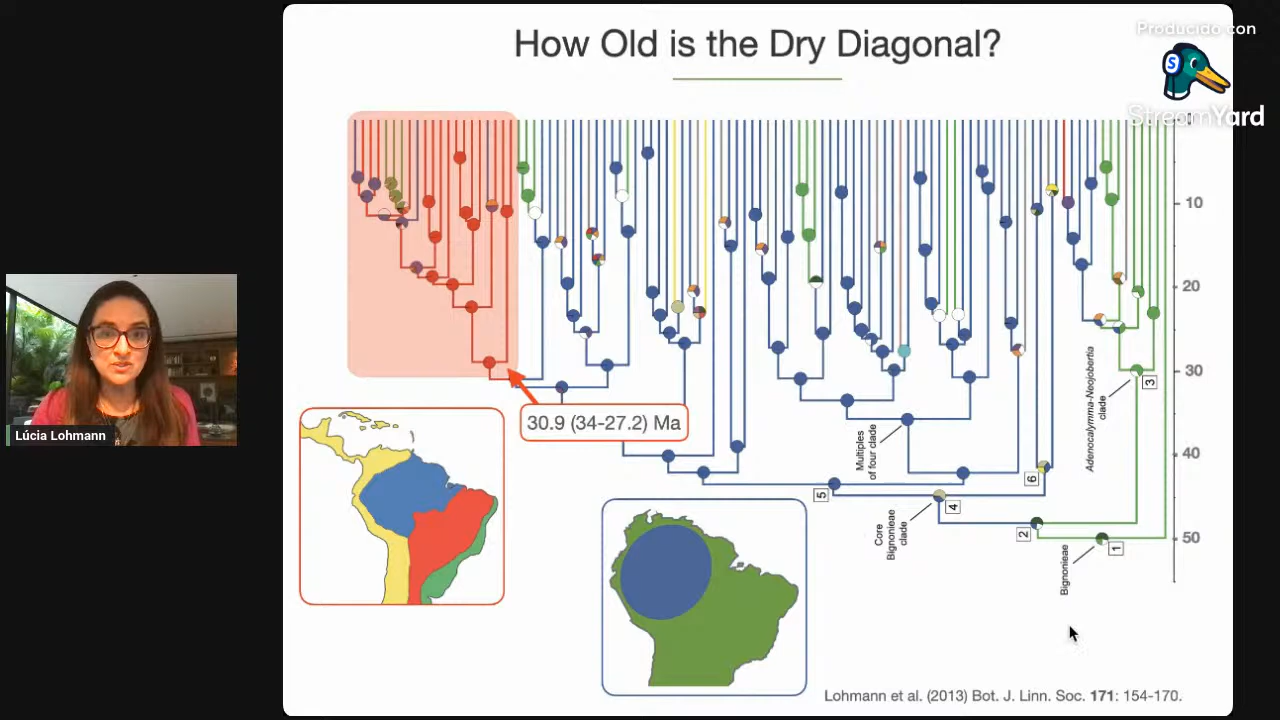 How Old is the Dry Diagonal?
Producido con
S
StreamYard
0
10
20
30
40
50
30.9 (34-27.2) Ma
Multiples
of four clade
Adenocalymma-Neojobertia
clade
3
6
5
4
Core
Bignonieae
clade
2
1
Bignonieae
Lúcia Lohmann
Lohmann et al. (2013) Bot. J. Linn. Soc. 171: 154-170.